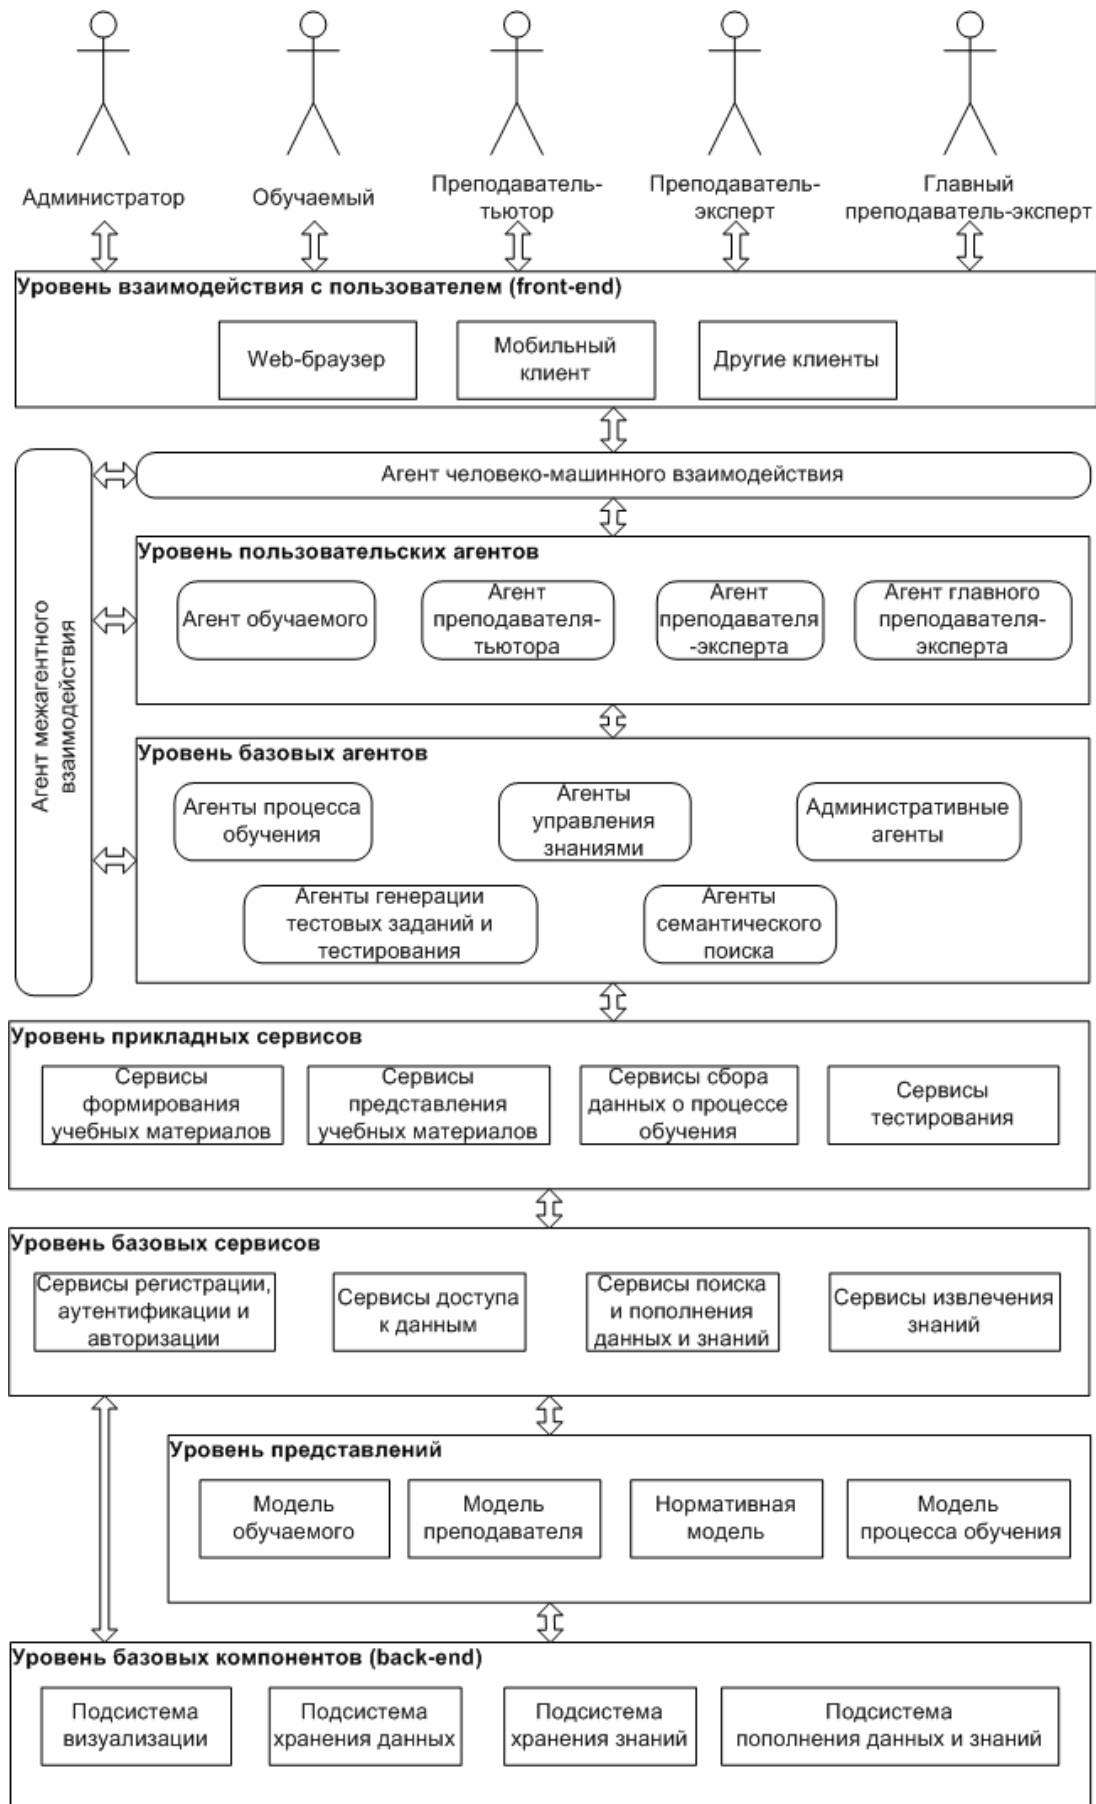 Администратор
Обучаемый
Преподаватель-
тьютор
Преподаватель-
эксперт
Главный
преподаватель-эксперт
Уровень взаимодействия с пользователем (front-end)
Web-браузер
Мобильный
клиент
Другие клиенты
Агент межагентного
взаимодействия
Агент человеко-машинного взаимодействия
Уровень пользовательских агентов
Агент обучаемого
Агент
преподавателя-
тьютора
Агент
преподавателя
-эксперта
Агент главного
преподавателя-
эксперта
Уровень базовых агентов
Агенты процесса
обучения
Агенты
управления
знаниями
Административные
агенты
Агенты генерации
тестовых заданий и
тестирования
Агенты
семантического
поиска
Уровень прикладных сервисов
Сервисы
формирования
учебных материалов
Сервисы
представления
учебных материалов
Сервисы сбора
данных о процессе
обучения
Сервисы
тестирования
Уровень базовых сервисов
Сервисы регистрации,
аутентификации и
авторизации
Сервисы доступа
к данным
Сервисы поиска
и пополнения
данных и знаний
Сервисы извлечения
знаний
Уровень представлений
Модель
обучаемого
Модель
преподавателя
Нормативная
модель
Модель
процесса обучения
Уровень базовых компонентов (back-end)
Подсистема
визуализации
Подсистема
хранения данных
Подсистема
хранения знаний
Подсистема
пополнения данных и знаний